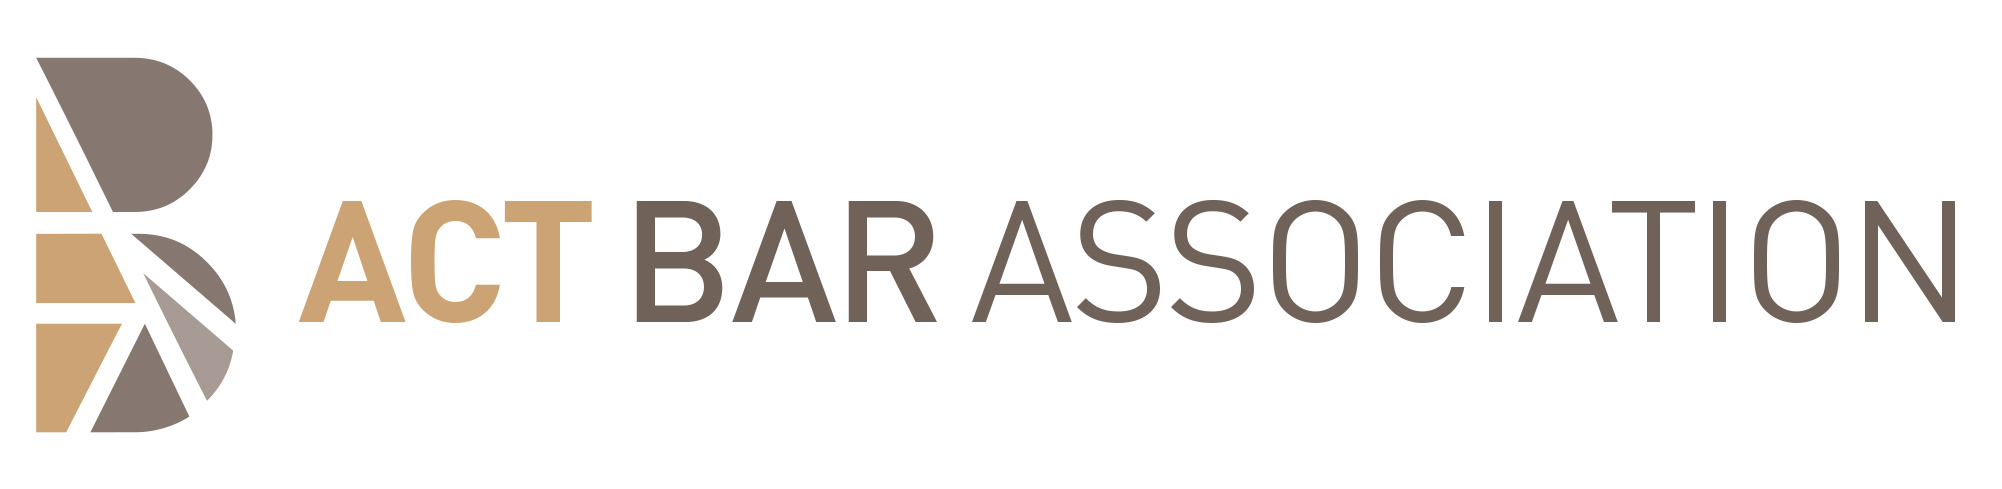 ACT BAR ASSOCIATION